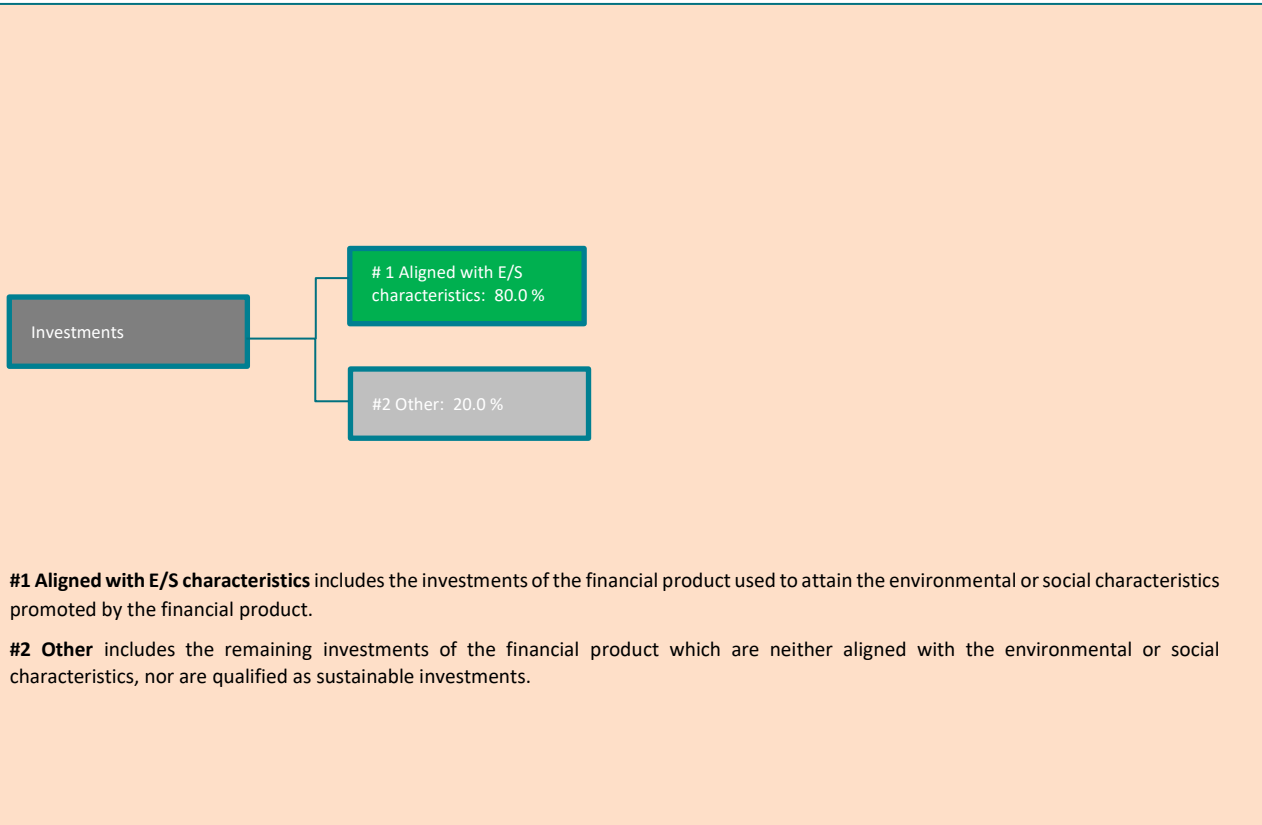 # 1 Aligned with E/S
characteristics: 80.0 %
Investments
#2 Other: 20.0 %
#1 Aligned with E/S characteristics includes the investments of the financial product used to attain the environmental or social characteristics
promoted by the financial product.
#2 Other includes the remaining investments of the financial product which are neither aligned with the environmental or social
characteristics, nor are qualified as sustainable investments.